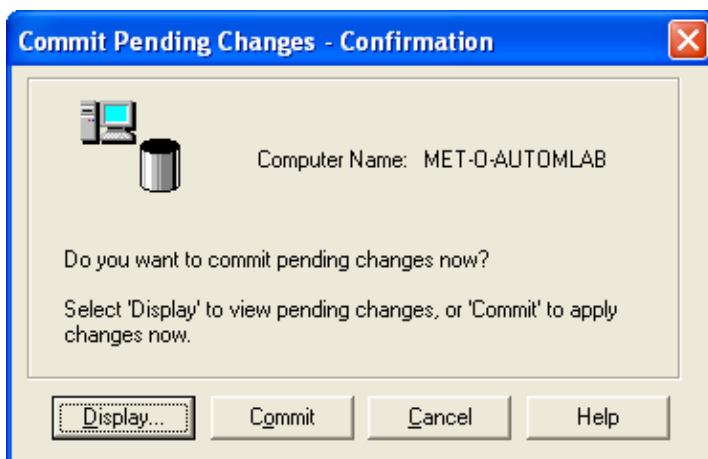 Commit Pending Changes - Confirmation
Computer Name: MET-O-AUTOMLAB
Do you want to commit pending changes now?
Select 'Display' to view pending changes, or 'Commit' to apply
changes now.
Display... Commit Cancel Help